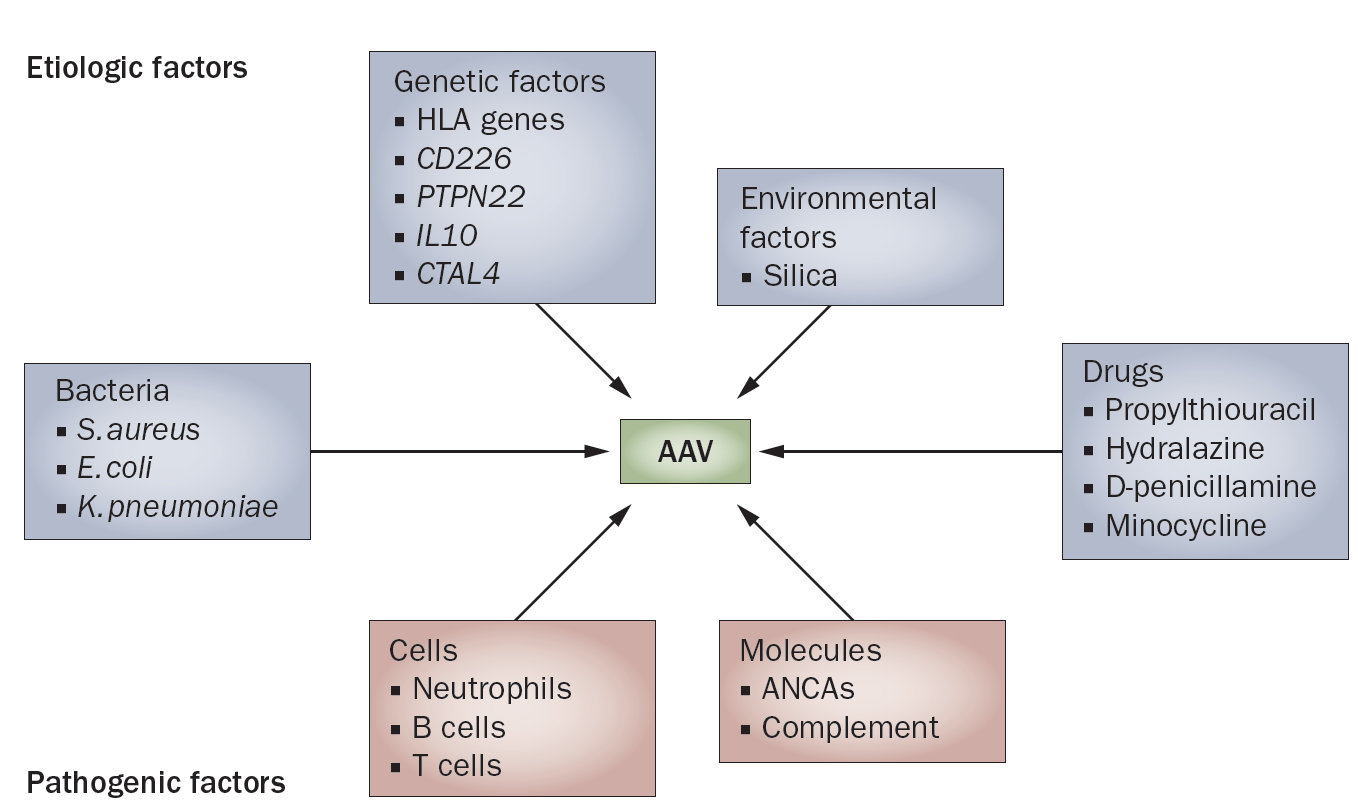 Etiologic factors
Genetic factors
▪ HLA genes
▪ CD226
▪ PTPN22
▪ IL10
▪ CTAL4
Environmental
factors
▪ Silica
Bacteria
▪ S. aureus
▪ E. coli
▪ K. pneumoniae
AAV
Drugs
▪ Propylthiouracil
▪ Hydralazine
▪ D-penicillamine
▪ Minocycline
Cells
▪ Neutrophils
▪ B cells
▪ T cells
Molecules
▪ ANCAs
▪ Complement
Pathogenic factors